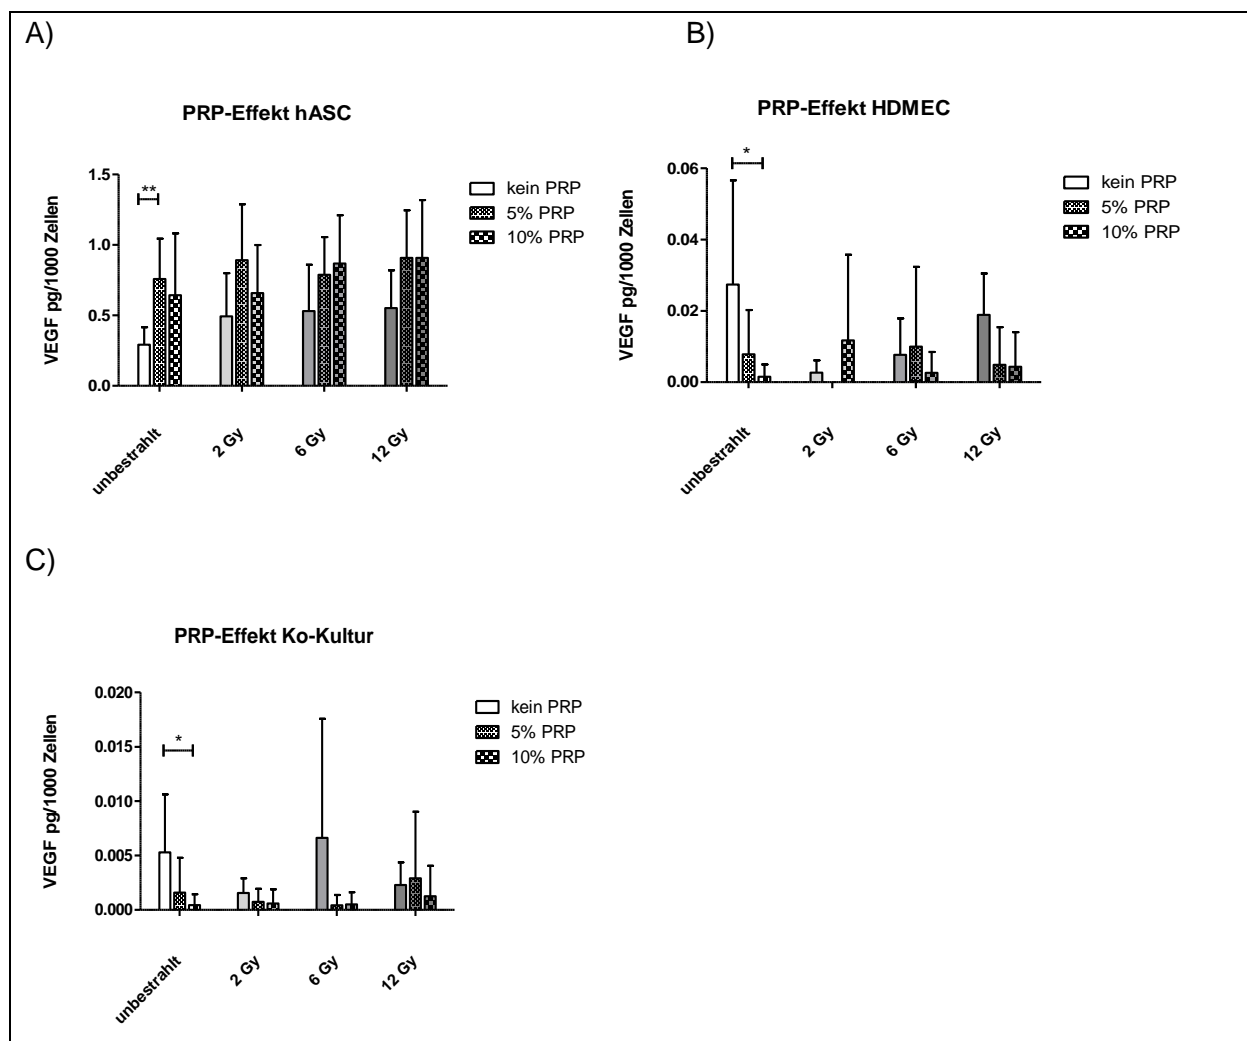 A)
PRP-Effekt hASC
VEGF pg/1000 Zellen
1.5
1.0
0.5
0.0
**
unbestrahlt
2 Gy
6 Gy
12 Gy
kein PRP
5% PRP
10% PRP
B)
PRP-Effekt HDMEC
VEGF pg/1000 Zellen
0.06
0.04
0.02
0.00
*
unbestrahlt
2 Gy
6 Gy
12 Gy
kein PRP
5% PRP
10% PRP
C)
PRP-Effekt Ko-Kultur
VEGF pg/1000 Zellen
0.020
0.015
0.010
0.005
0.000
*
unbestrahlt
2 Gy
6 Gy
12 Gy
kein PRP
5% PRP
10% PRP